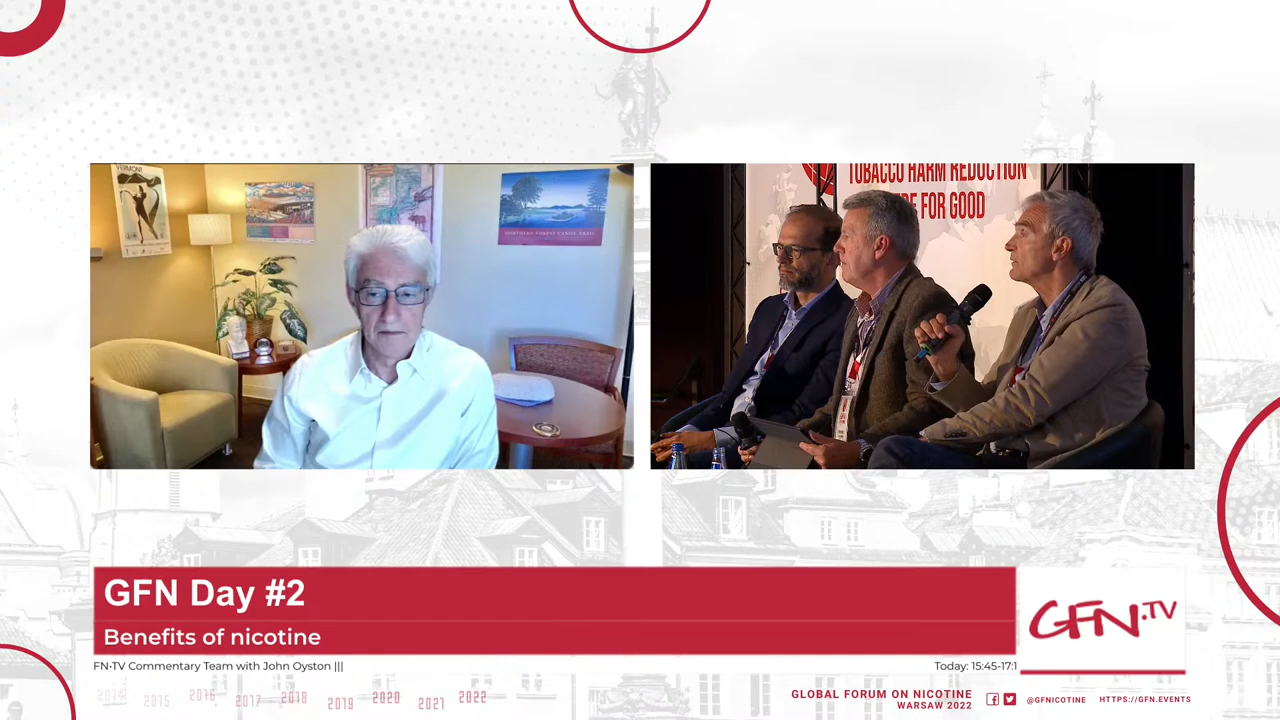 VERMONT
NORTHERN FOREST CANOE TRAIL
TOBACCO HARM REDUCTION
FOR GOOD
GFN Day #2
Benefits of nicotine
GFN.TV
FN•TV Commentary Team with John Oyston |||
Today: 15:45-17:1
2015 2016 2017 2018 2019 2020 2021 2022
GLOBAL FORUM ON NICOTINE
WARSAW 2022
@GFNICOTINE
HTTPS://GFN.EVENTS